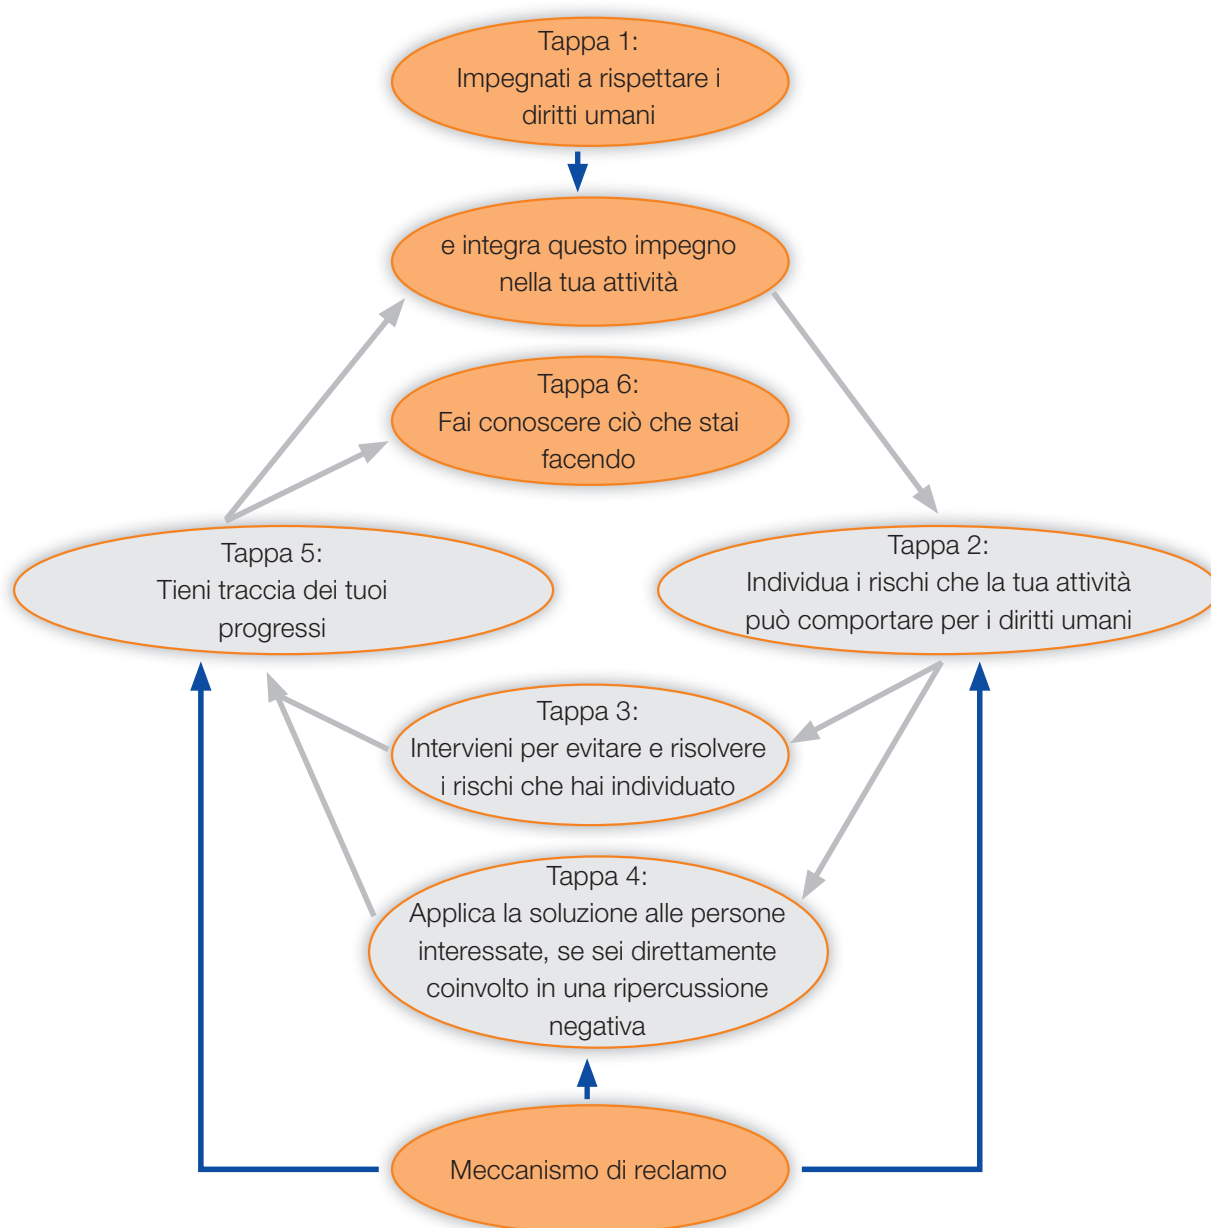 Tappa 1:
Impegnati a rispettare i
diritti umani
e integra questo impegno
nella tua attività
Tappa 6:
Fai conoscere ciò che stai
facendo
Tappa 5:
Tieni traccia dei tuoi
progressi
Tappa 2:
Individua i rischi che la tua attività
può comportare per i diritti umani
Tappa 3:
Intervieni per evitare e risolvere
i rischi che hai individuato
Tappa 4:
Applica la soluzione alle persone
interessate, se sei direttamente
coinvolto in una ripercussione
negativa
Meccanismo di reclamo